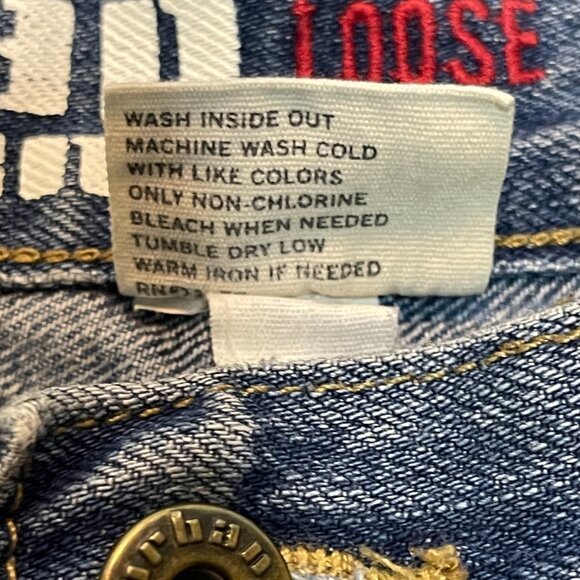 LOOSE
WASH INSIDE OUT
MACHINE WASH COLD
WITH LIKE COLORS
ONLY NON-CHLORINE
BLEACH WHEN NEEDED
TUMBLE DRY LOW
WARM IRON IF NEEDED
urban